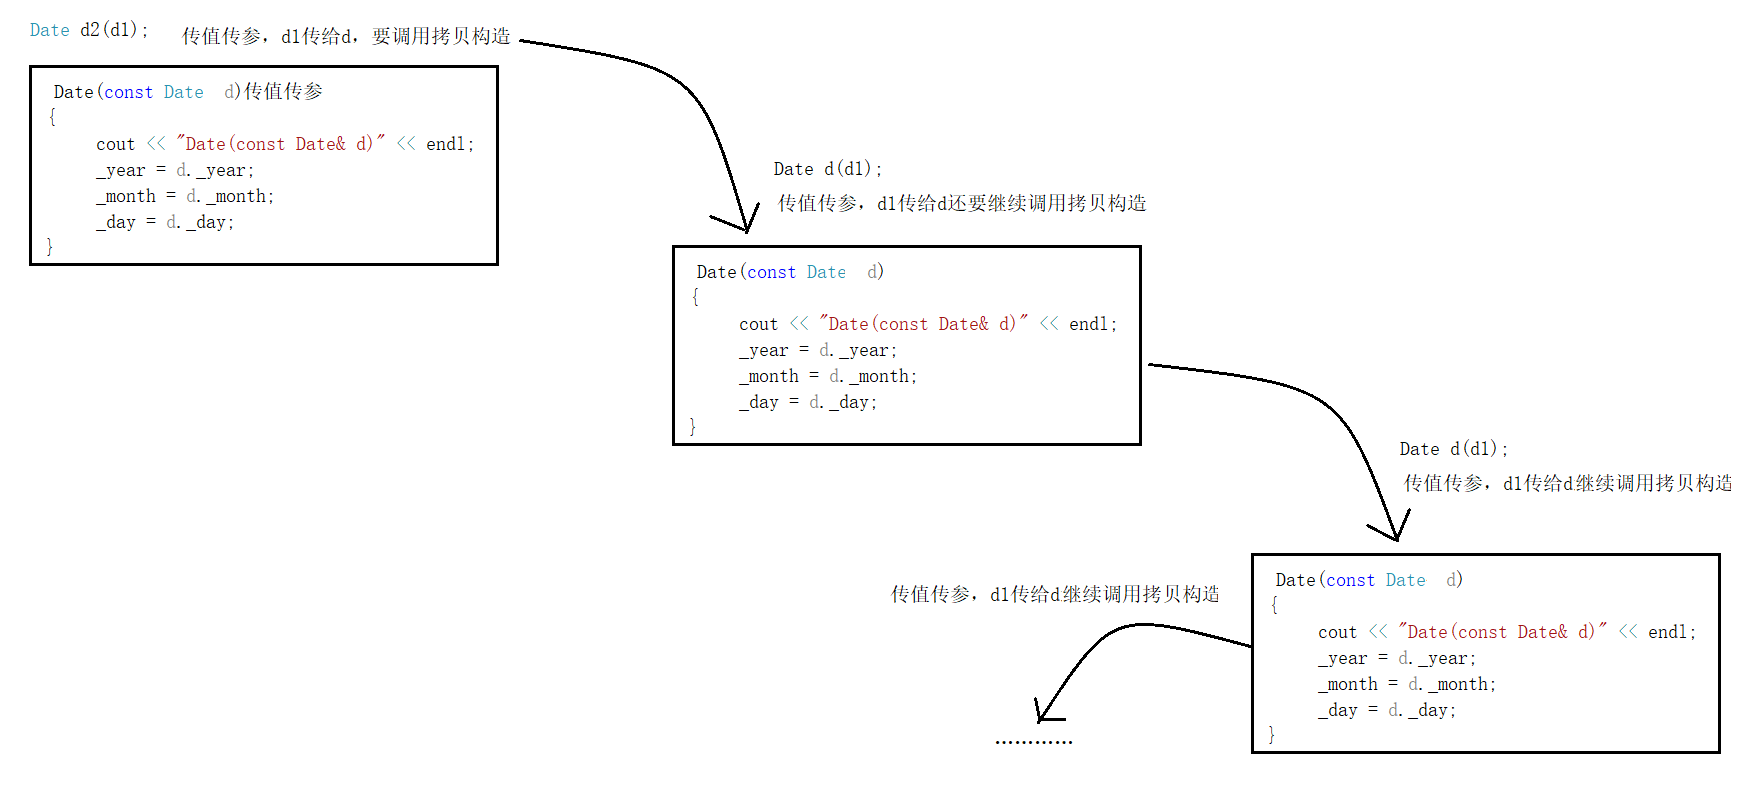 Date d2(d1);
传值传参，d1传给d，要调用拷贝构造
Date(const Date  d)传值传参
{
cout << "Date(const Date& d)" << endl;
_year = d._year;
_month = d._month;
_day = d._day;
}
Date d(d1);
传值传参，d1传给d还要继续调用拷贝构造
Date(const Date  d)
{
cout << "Date(const Date& d)" << endl;
_year = d._year;
_month = d._month;
_day = d._day;
}
Date d(d1);
传值传参，d1传给d继续调用拷贝构造
Date(const Date  d)
{
cout << "Date(const Date& d)" << endl;
_year = d._year;
_month = d._month;
_day = d._day;
}
传值传参，d1传给d继续调用拷贝构造
…………